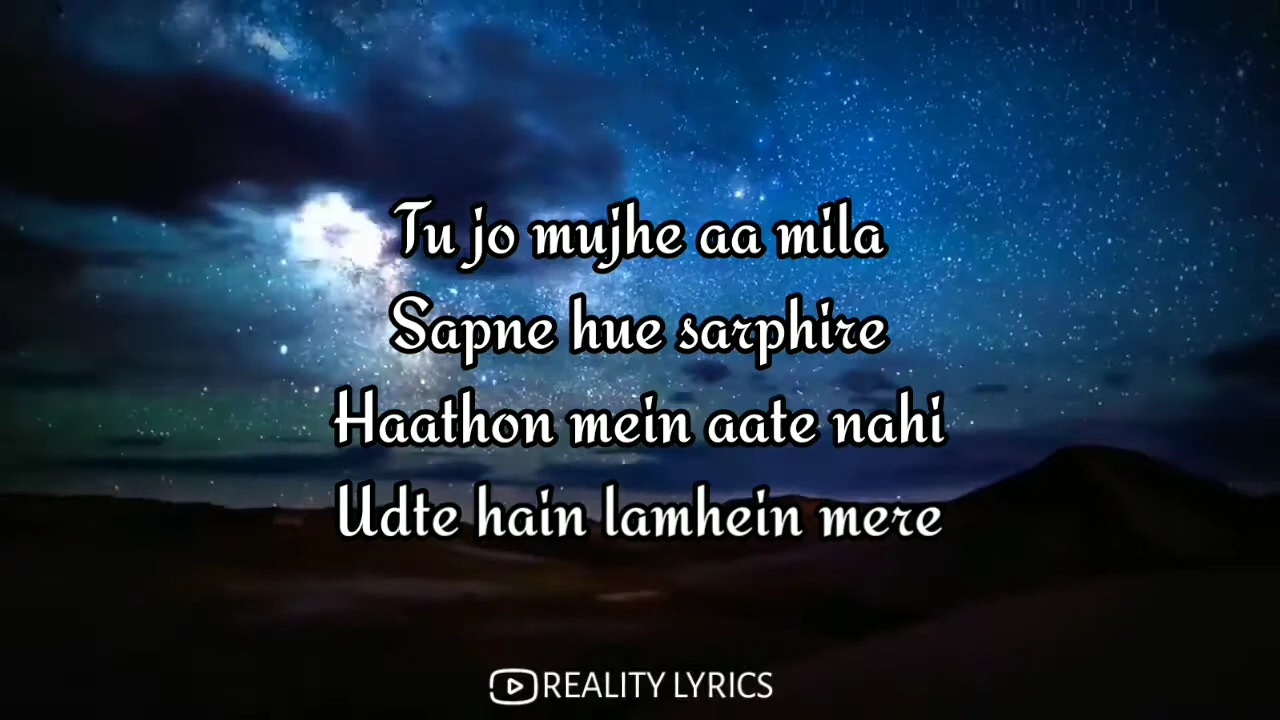 Tu jo mujhe aa mila
Sapne hue sarphire
Haathon mein aate nahi
Udte hain lamhein mere
REALITY LYRICS